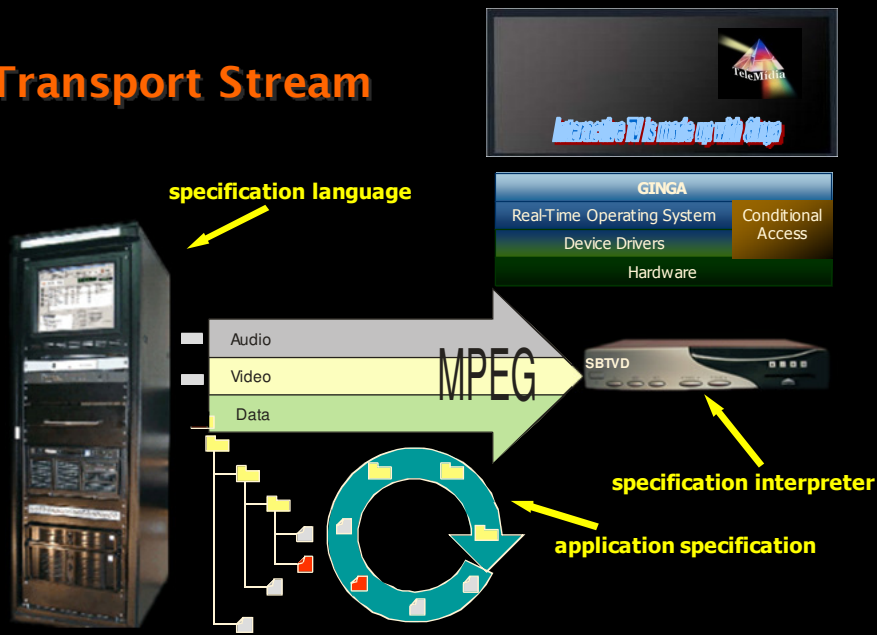 Transport Stream
TeleMídia
Interactive TV is made up with Ginga
specification language
GINGA
Real-Time Operating System
Conditional
Access
Device Drivers
Hardware
Audio
Video
Data
MPEG
SBTVD
specification interpreter
application specification